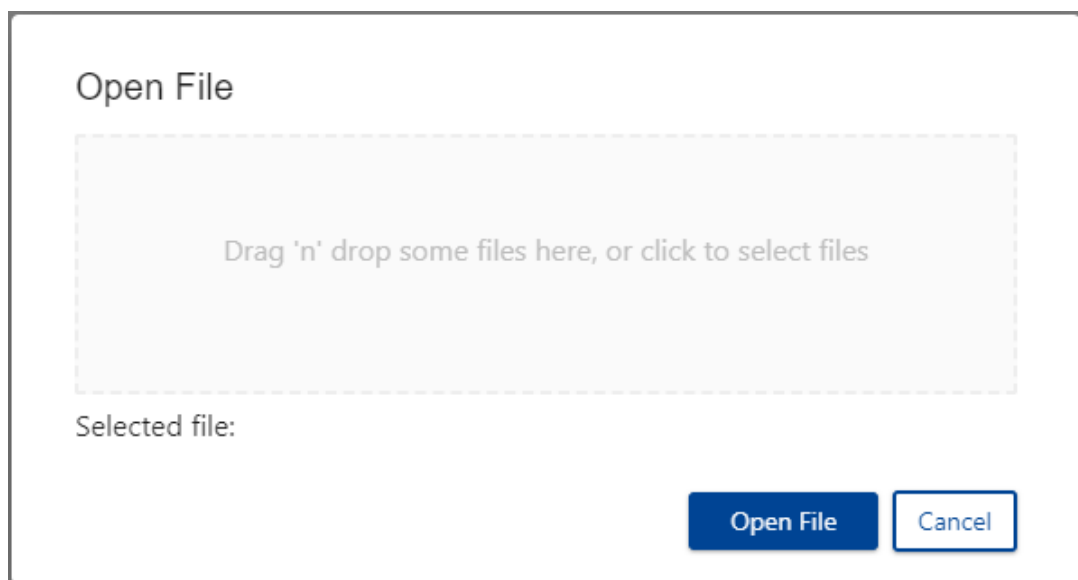 Open File
Drag 'n' drop some files here, or click to select files
Selected file:
Open File
Cancel